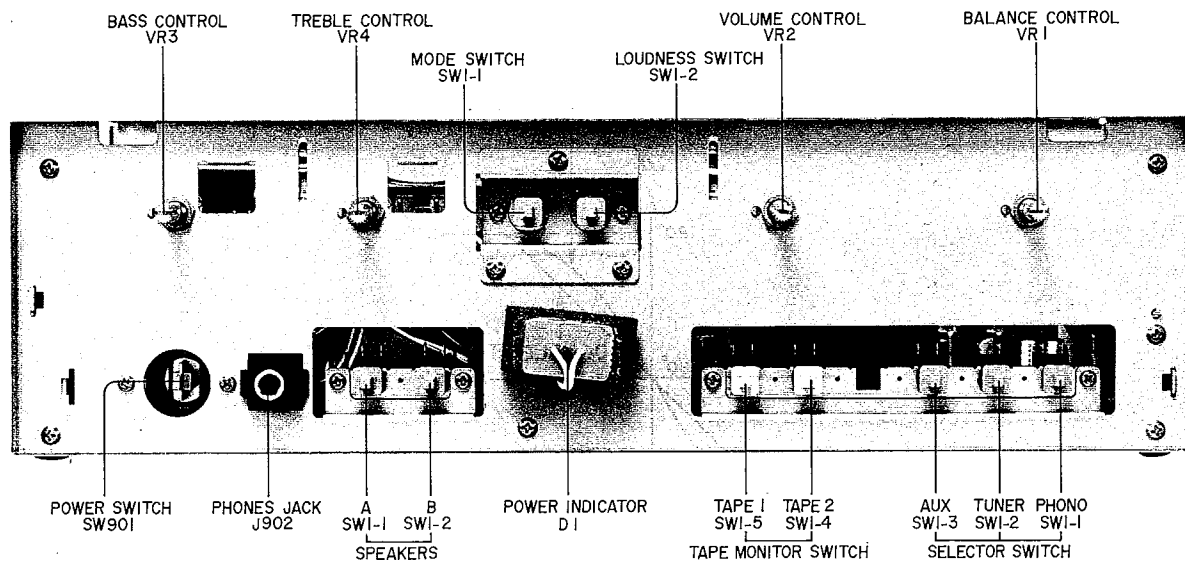 BASS CONTROL
VR3
TREBLE CONTROL
VR4
MODE SWITCH
SW1-1
LOUDNESS SWITCH
SW1-2
VOLUME CONTROL
VR2
BALANCE CONTROL
VR1
POWER SWITCH
SW901
PHONES JACK
J902
A
SW1-1
B
SW1-2
SPEAKERS
POWER INDICATOR
D1
TAPE 1
SW1-5
TAPE 2
SW1-4
TAPE MONITOR SWITCH
AUX
SW1-3
TUNER
SW1-2
PHONO
SW1-1
SELECTOR SWITCH